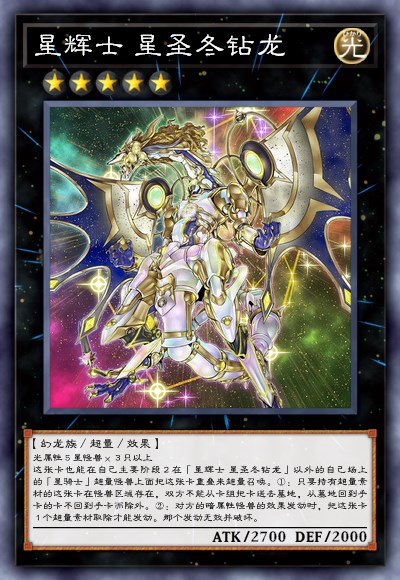 星辉士 星圣冬钻龙
光
【幻龙族／超量／效果】
光属性５星怪兽×３只以上
这张卡也能在自己主要阶段２在「星辉士 星圣冬钻龙」以外的自己场上
的「星骑士」超量怪兽上面把这张卡重叠来超量召唤。①：只要持有超量素
材的这张卡在怪兽区域存在，双方不能从卡组把卡送去墓地，从墓地回到手
卡的卡不回到手卡而除外。②：对方的暗属性怪兽的效果发动时，把这张卡
１个超量素材取除才能发动。那个发动无效并破坏。
ATK/2700 DEF/2000